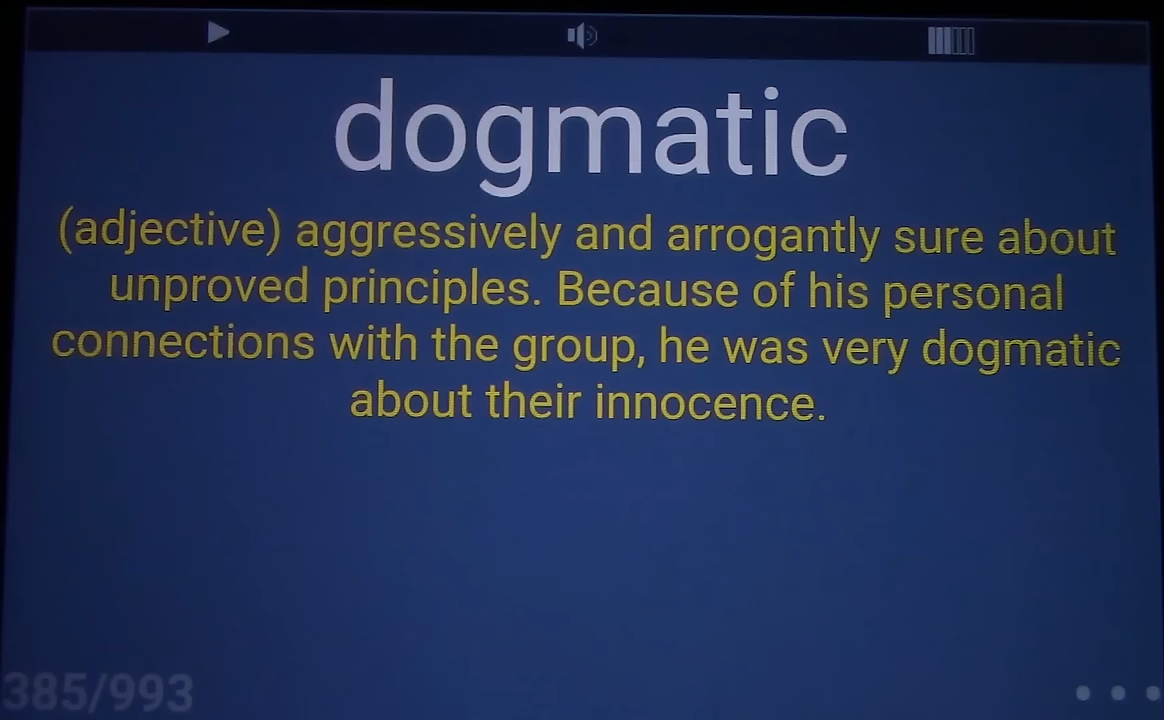 dogmatic
(adjective) aggressively and arrogantly sure about
unproved principles. Because of his personal
connections with the group, he was very dogmatic
about their innocence.
385/993